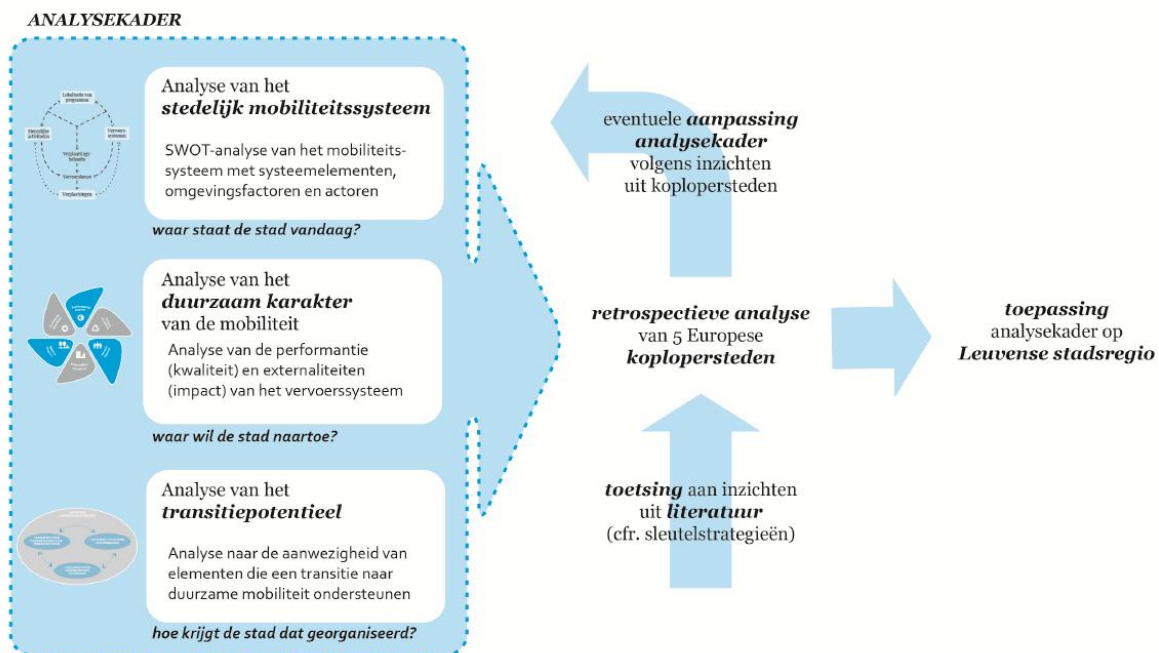 ANALYSEKADER
Lokalisatie van
programma
Verplaatsingen
Analyse van het
stedelijk mobiliteitssysteem
SWOT-analyse van het mobiliteits-
systeem met systeemelementen,
omgevingsfactoren en actoren
waar staat de stad vandaag?
Analyse van het
duurzaam karakter
van de mobiliteit
Analyse van de performantie
(kwaliteit) en externaliteiten
(impact) van het vervoerssysteem
waar wil de stad naartoe?
Analyse van het
transitiepotentieel
Analyse naar de aanwezigheid van
elementen die een transitie naar
duurzame mobiliteit ondersteunen
hoe krijgt de stad dat georganiseerd?
eventuele aanpassing
analysekader
volgens inzichten
uit koplopersteden
retrospectieve analyse
van 5 Europese
koplopersteden
toetsing aan inzichten
uit literatuur
(cfr. sleutelstrategieën)
toepassing
analysekader op
Leuvense stadsregio